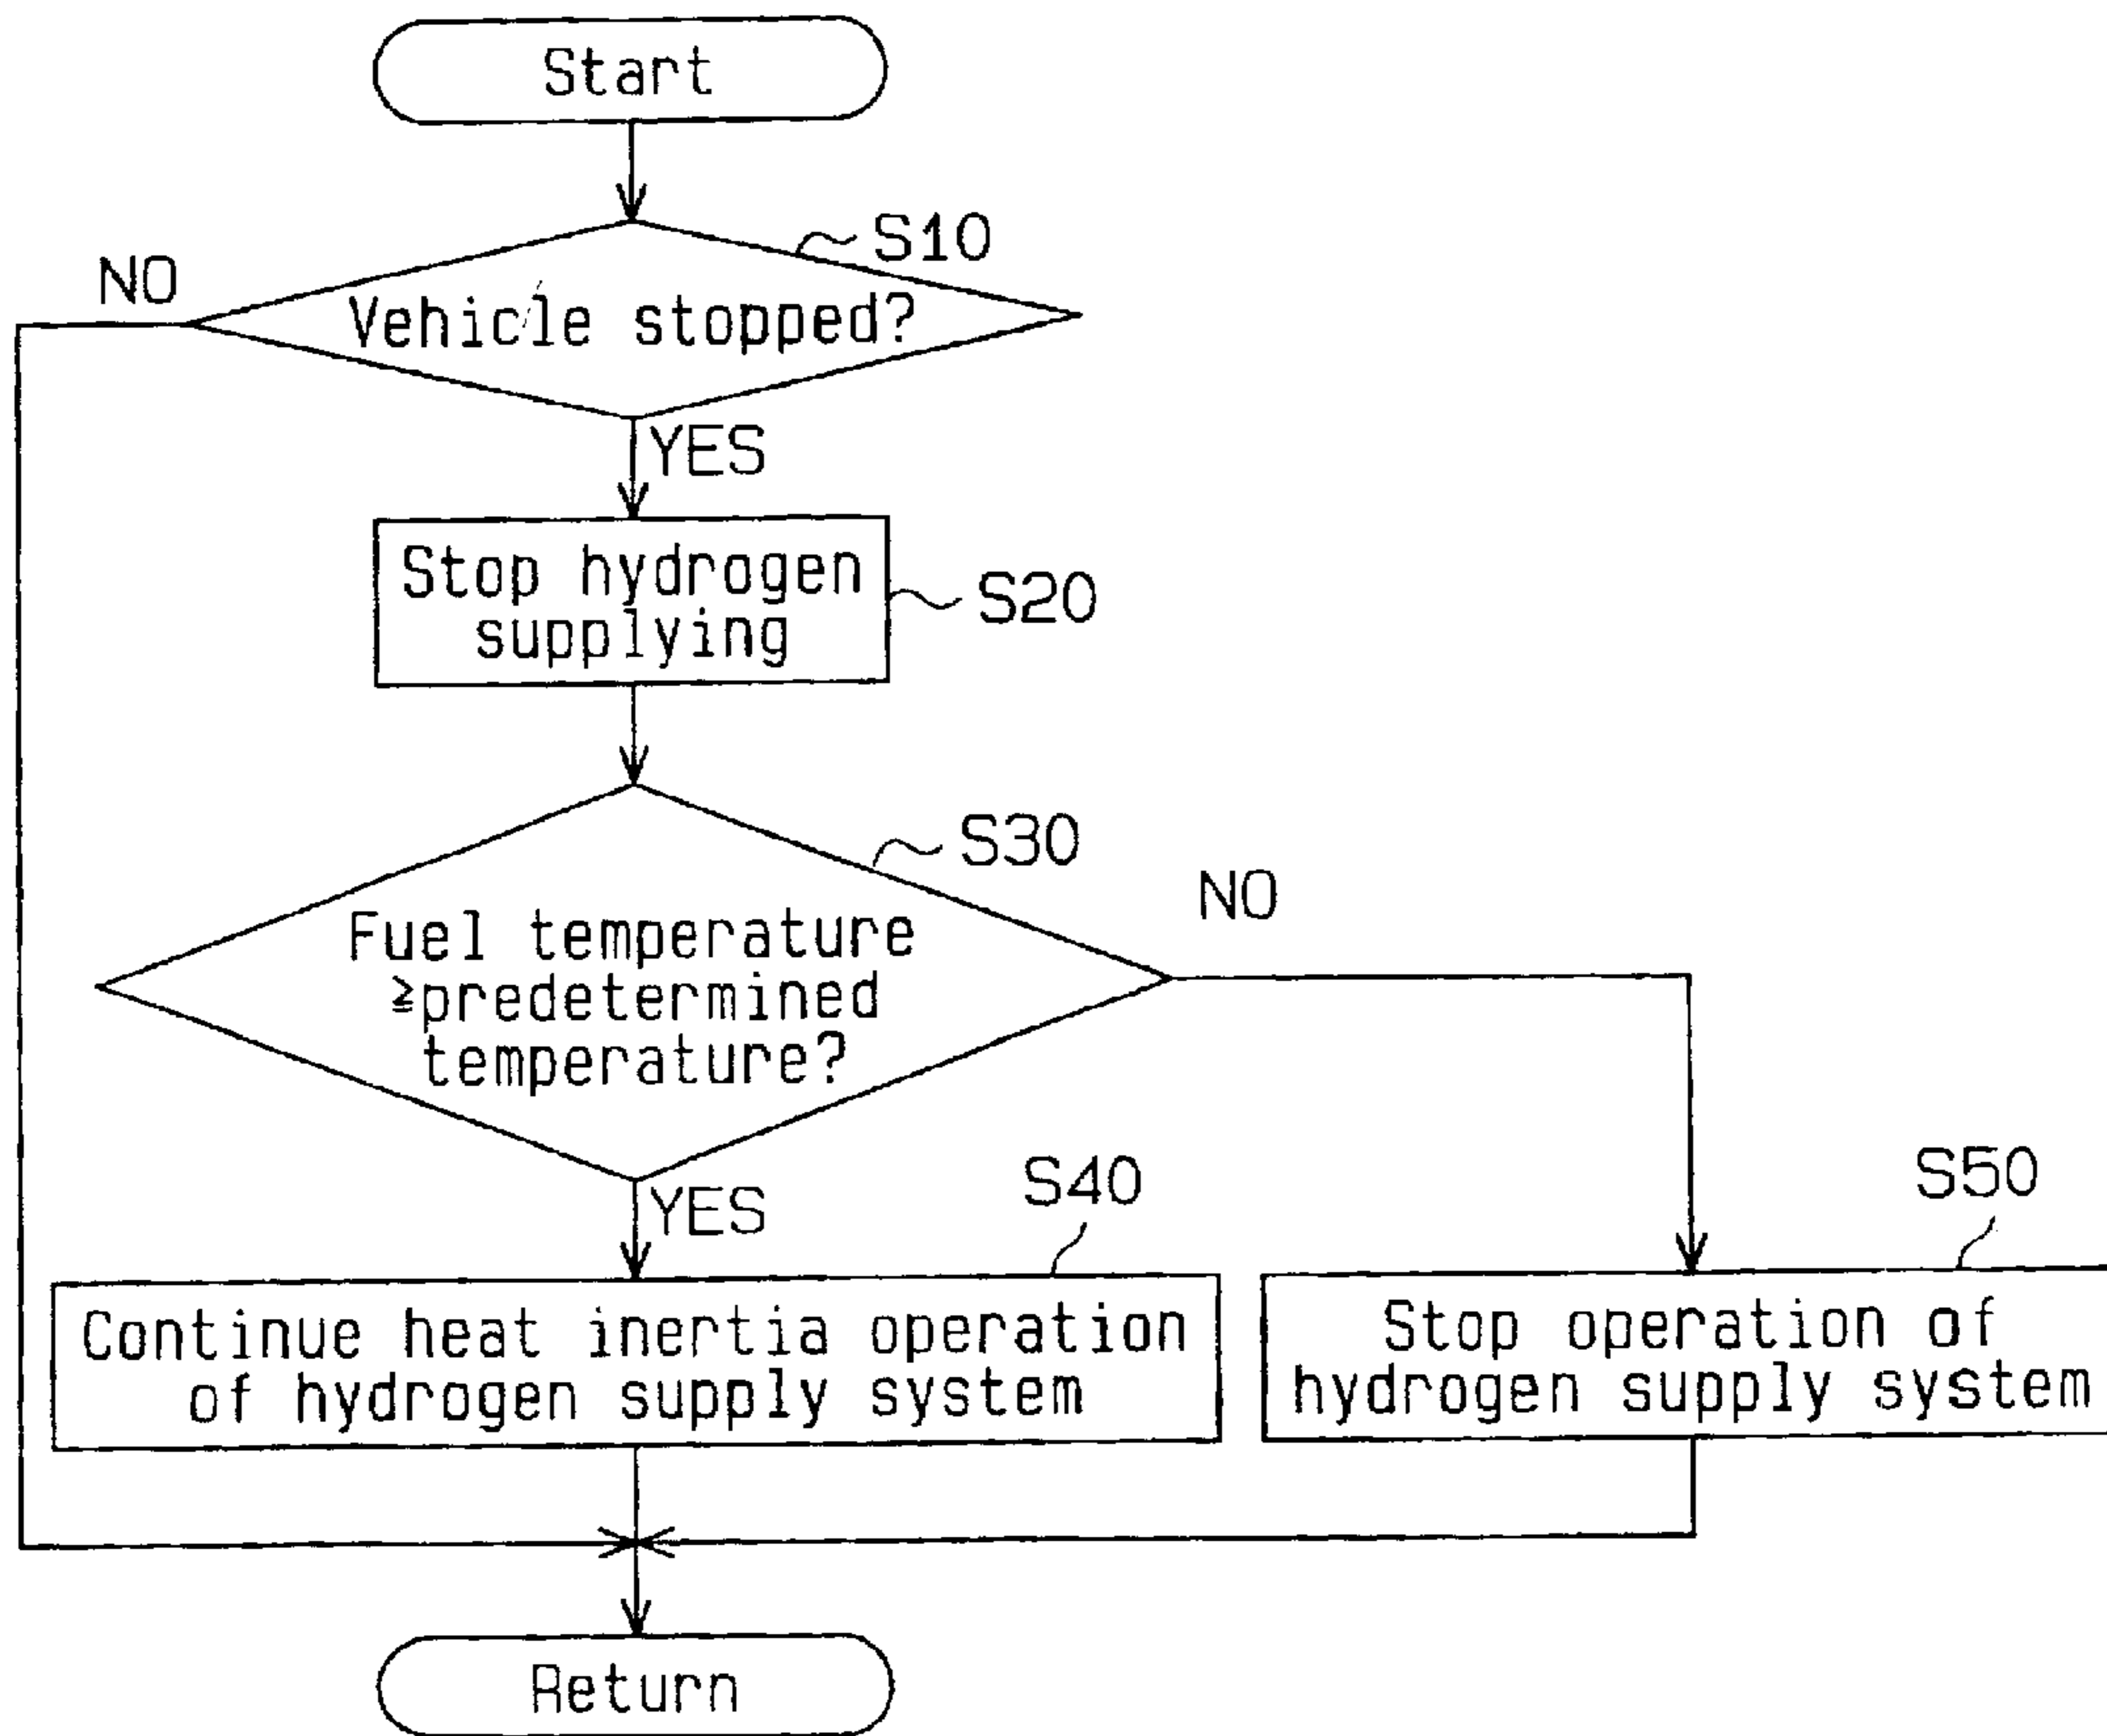 Start
S10
NO
Vehicle stopped?
YES
Stop hydrogen
supplying
S20
S30
NO
Fuel temperature
≧predetermined
temperature?
YES
S40
S50
Continue heat inertia operation
of hydrogen supply system
Stop operation of
hydrogen supply system
Return